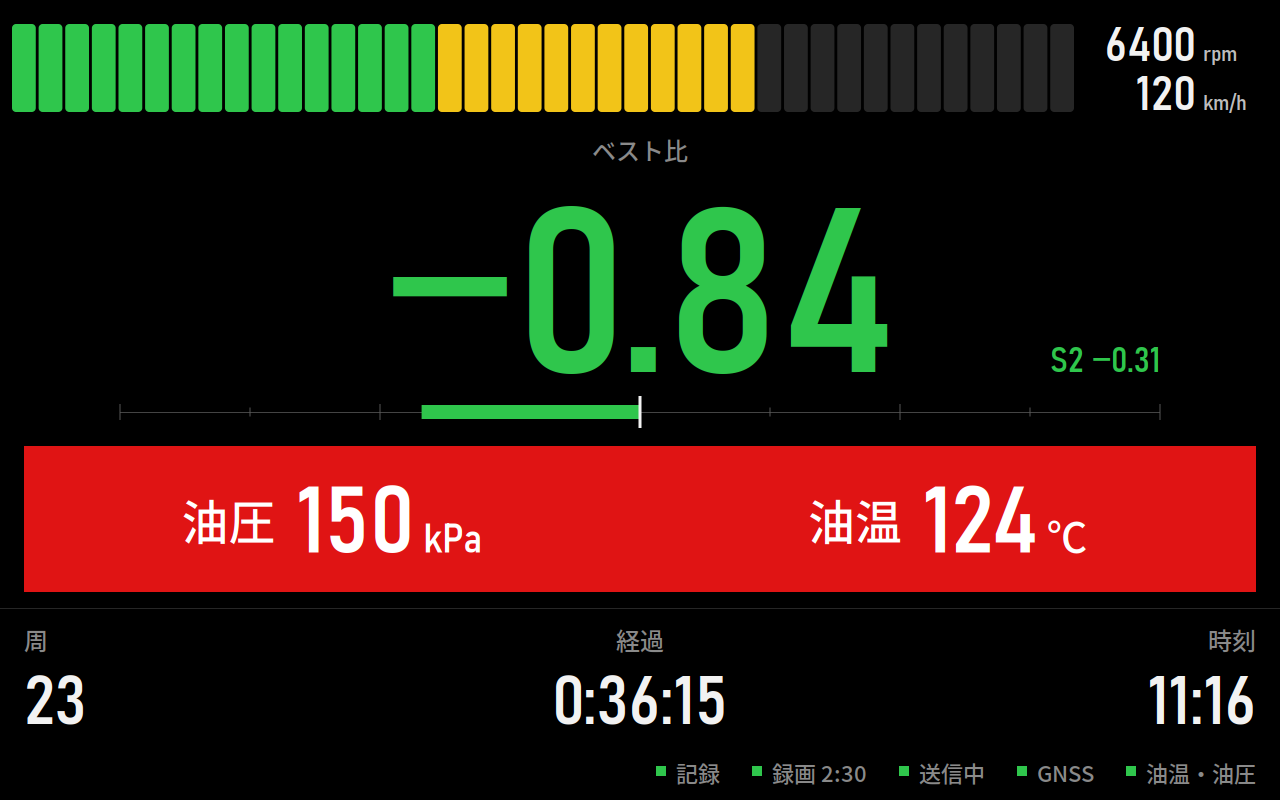 6400 rpm
120 km/h
ベスト比
−0.84
S2 −0.31
油圧 150 kPa 油温 124 °C
周 経過 時刻
23 0:36:15 11:16
記録 録画 2:30 送信中 GNSS 油温・油圧